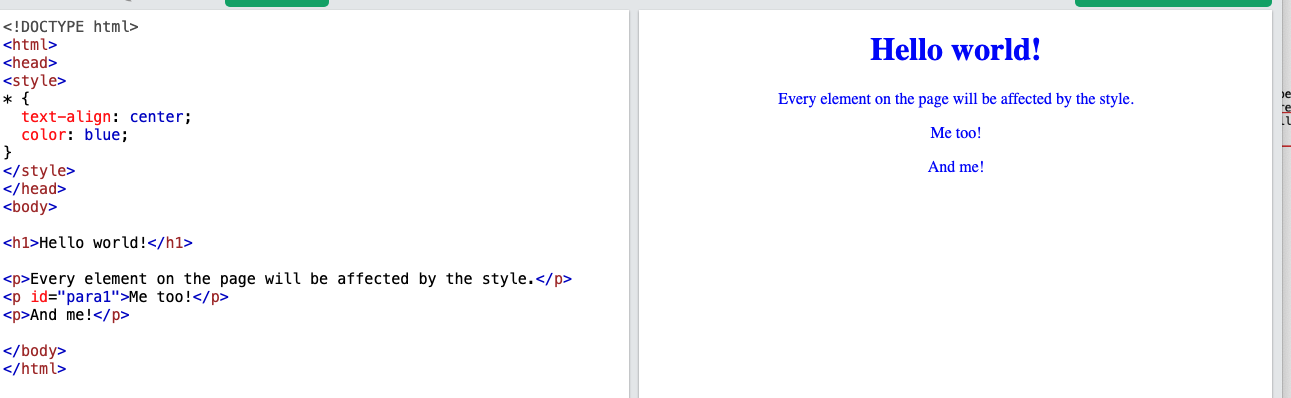 <!DOCTYPE html>
<html>
<head>
<style>
* {
  text-align: center;
  color: blue;
}
</style>
</head>
<body>

<h1>Hello world!</h1>

<p>Every element on the page will be affected by the style.</p>
<p id="para1">Me too!</p>
<p>And me!</p>

</body>
</html>
Hello world!
Every element on the page will be affected by the style.
Me too!
And me!